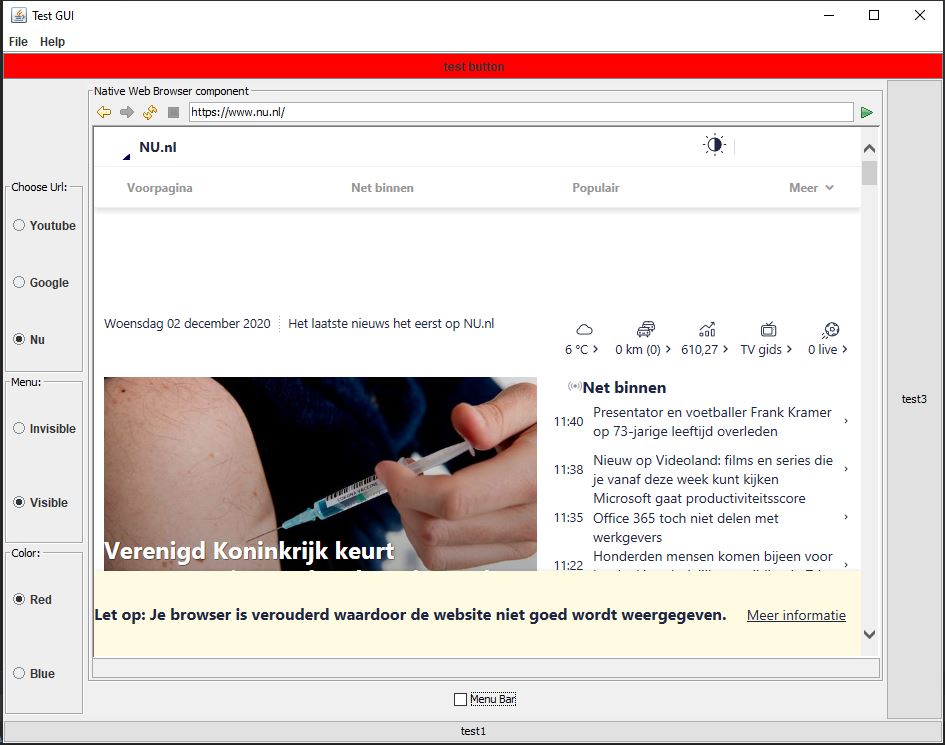 Test GUI
File Help
test button
Native Web Browser component
https://www.nu.nl/
NU.nl
Voorpagina Net binnen Populair Meer
Choose Url:
Youtube
Google
Nu
Menu:
Invisible
Visible
Color:
Red
Blue
Woensdag 02 december 2020 Het laatste nieuws het eerst op NU.nl
6 °C 0 km (0) 610,27 TV gids 0 live
CORONA VACCINE
Verenigd Koninkrijk keurt
Net binnen
11:40 Presentator en voetballer Frank Kramer
op 73-jarige leeftijd overleden
11:38 Nieuw op Videoland: films en series die
je vanaf deze week kunt kijken
Microsoft gaat productiviteitsscore
11:35 Office 365 toch niet delen met
werkgevers
11:22 Honderden mensen komen bijeen voor
Let op: Je browser is verouderd waardoor de website niet goed wordt weergegeven. Meer informatie
Menu Bar
test3
test1